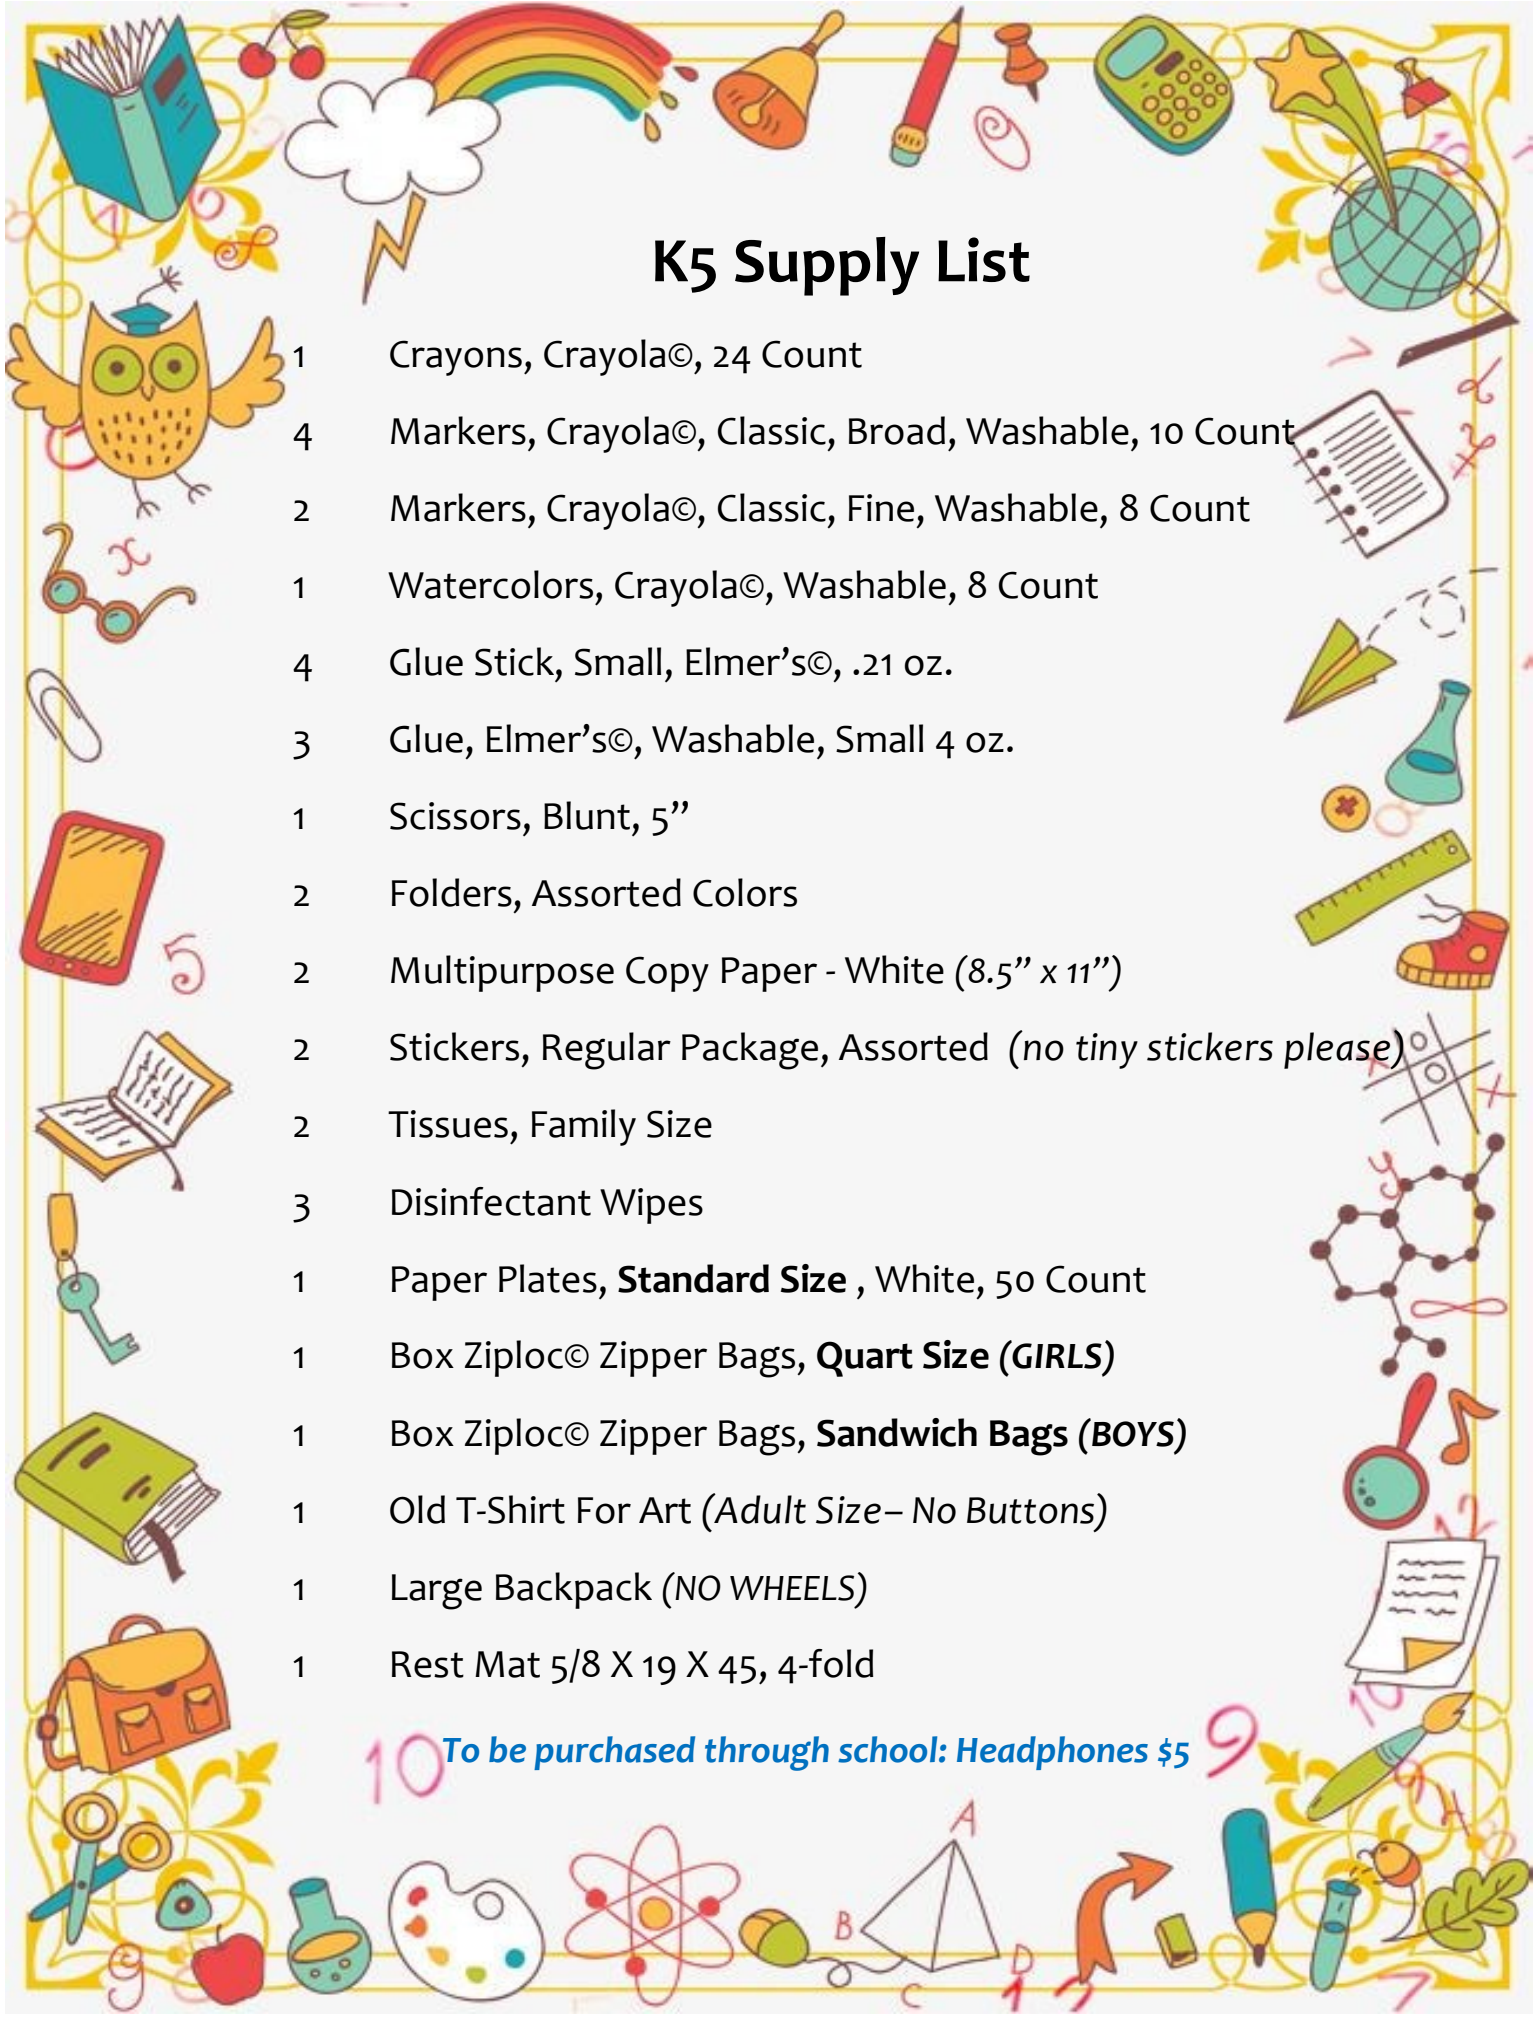 K5 Supply List
1 Crayons, Crayola©, 24 Count
4 Markers, Crayola©, Classic, Broad, Washable, 10 Count
2 Markers, Crayola©, Classic, Fine, Washable, 8 Count
1 Watercolors, Crayola©, Washable, 8 Count
4 Glue Stick, Small, Elmer’s©, .21 oz.
3 Glue, Elmer’s©, Washable, Small 4 oz.
1 Scissors, Blunt, 5”
2 Folders, Assorted Colors
2 Multipurpose Copy Paper - White (8.5” x 11”)
2 Stickers, Regular Package, Assorted (no tiny stickers please)
2 Tissues, Family Size
3 Disinfectant Wipes
1 Paper Plates, Standard Size , White, 50 Count
1 Box Ziploc© Zipper Bags, Quart Size (GIRLS)
1 Box Ziploc© Zipper Bags, Sandwich Bags (BOYS)
1 Old T-Shirt For Art (Adult Size– No Buttons)
1 Large Backpack (NO WHEELS)
1 Rest Mat 5/8 X 19 X 45, 4-fold
10 To be purchased through school: Headphones $5 9
A
B
C
D